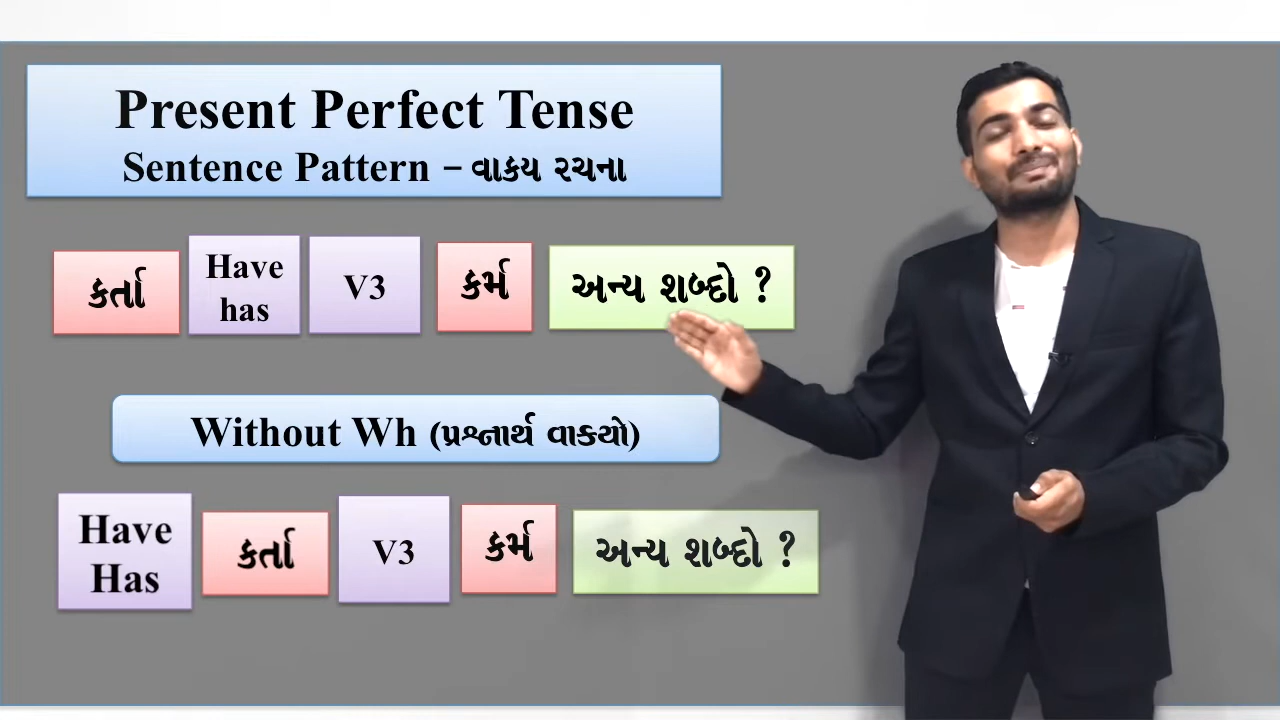 Present Perfect Tense
Sentence Pattern – વાકય રચના
કર્તા
Have
has
V3
કર્મ
અન્ય શબ્દો ?
Without Wh (પ્રશ્નાર્થ વાકયો)
Have
Has
કર્તા
V3
કર્મ
અન્ય શબ્દો ?